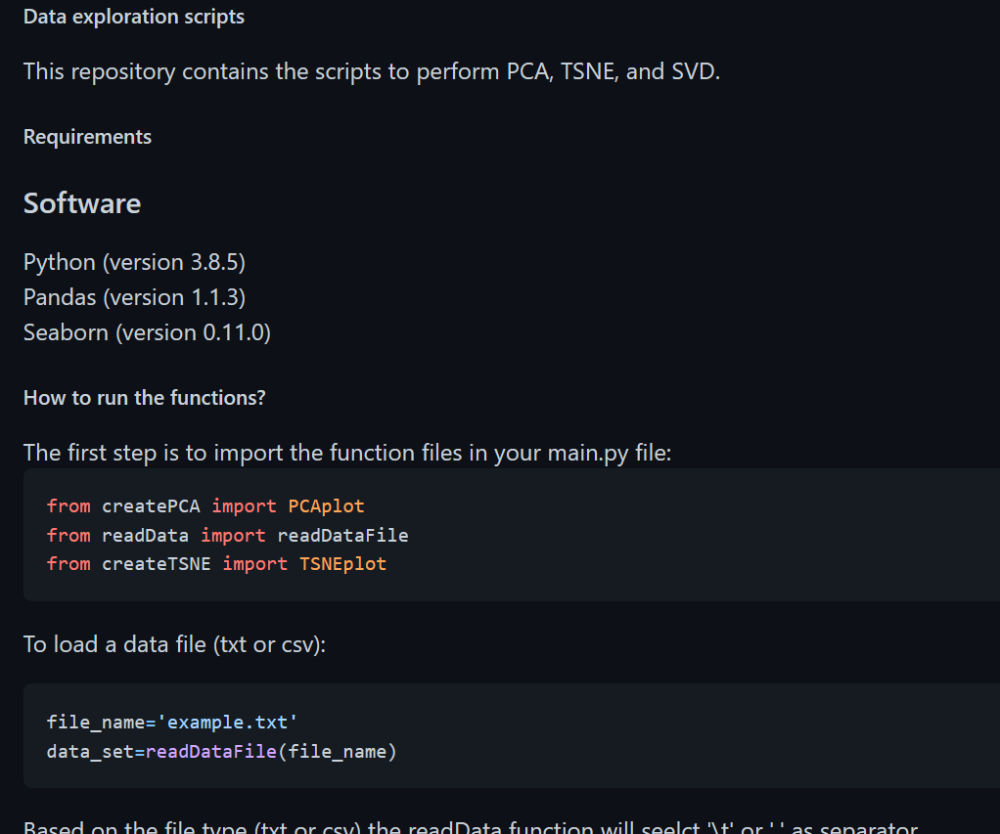 Data exploration scripts
This repository contains the scripts to perform PCA, TSNE, and SVD.
Requirements
Software
Python (version 3.8.5)
Pandas (version 1.1.3)
Seaborn (version 0.11.0)
How to run the functions?
The first step is to import the function files in your main.py file:
from createPCA import PCAplot
from readData import readDataFile
from createTSNE import TSNEplot
To load a data file (txt or csv):
file_name='example.txt'
data_set=readDataFile(file_name)
Based on the file type (txt or csv) the readData function will seelct '\t' or ',' as separator